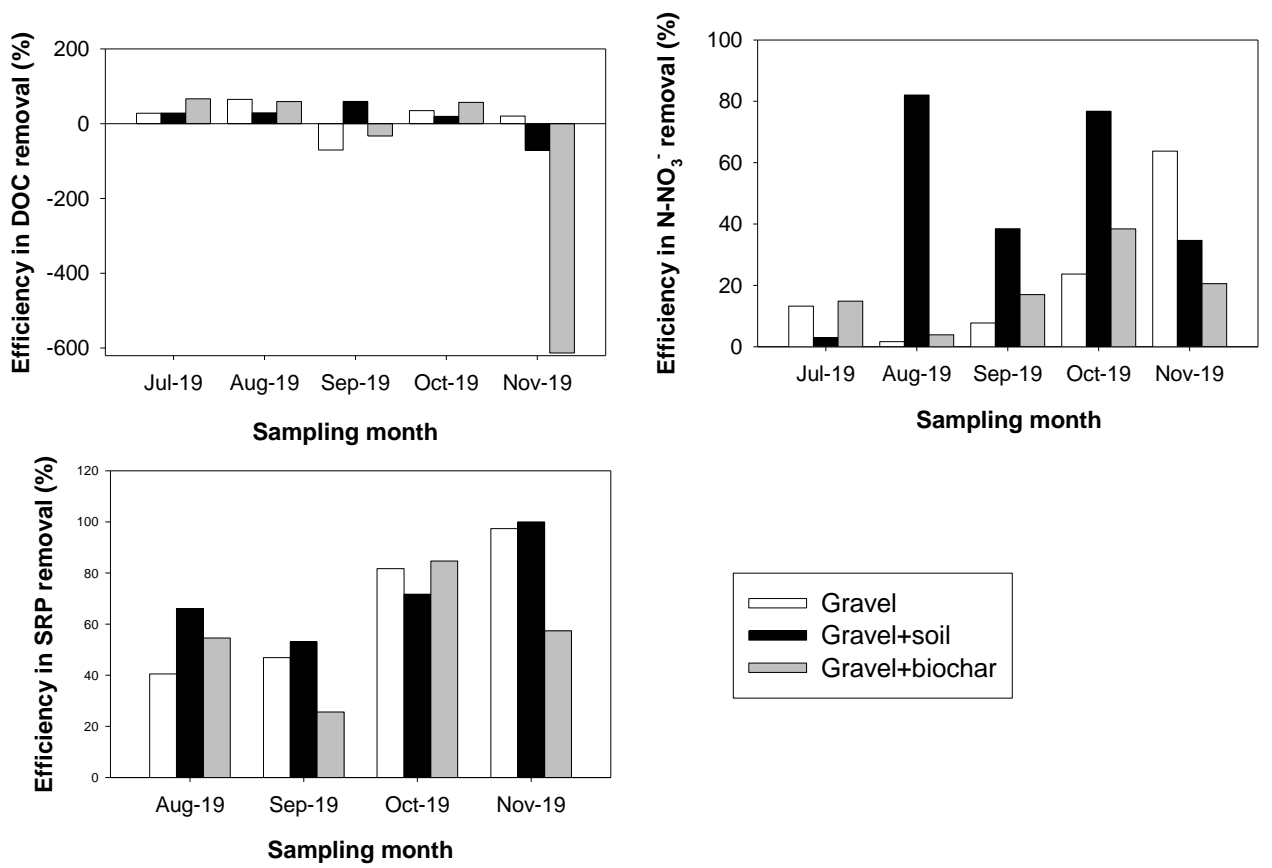 Efficiency in DOC removal (%)
200
0
-200
-400
-600
Jul-19 Aug-19 Sep-19 Oct-19 Nov-19
Sampling month
Efficiency in N-NO₃⁻ removal (%)
100
80
60
40
20
0
Jul-19 Aug-19 Sep-19 Oct-19 Nov-19
Sampling month
Efficiency in SRP removal (%)
120
100
80
60
40
20
0
Aug-19 Sep-19 Oct-19 Nov-19
Sampling month
Gravel
Gravel+soil
Gravel+biochar